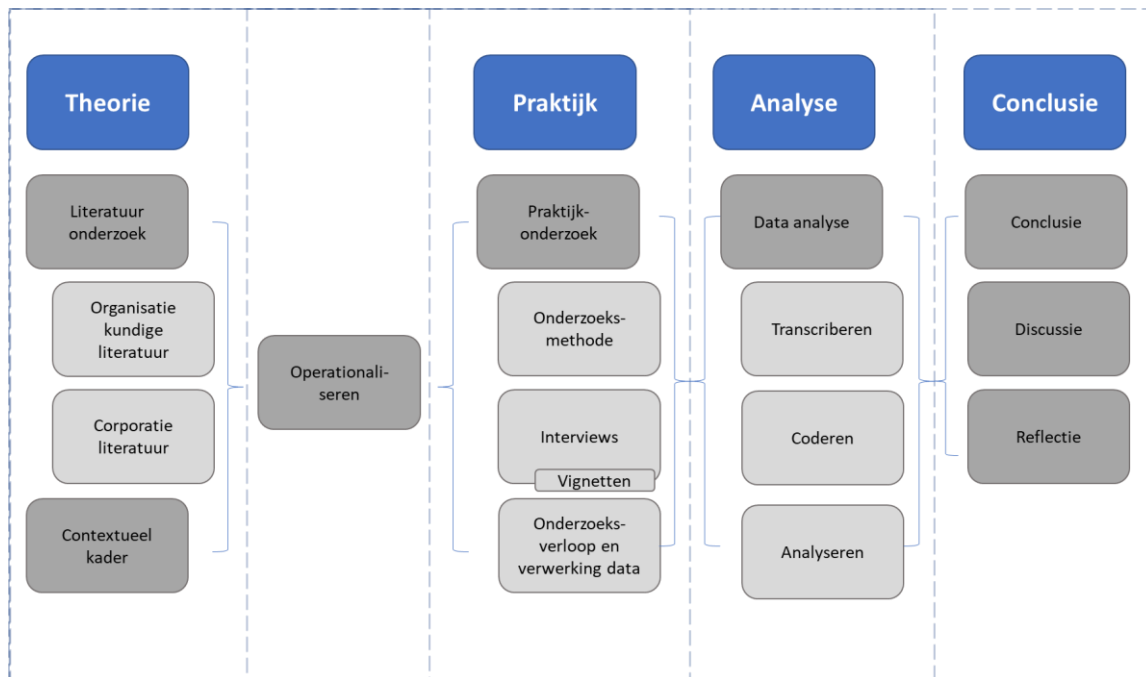 Theorie
Literatuur
onderzoek
Organisatie
kundige
literatuur
Corporatie
literatuur
Contextueel
kader
Operationali-
seren
Praktijk
Praktijk-
onderzoek
Onderzoeks-
methode
Interviews
Vignetten
Onderzoeks-
verloop en
verwerking data
Analyse
Data analyse
Transcriberen
Coderen
Analyseren
Conclusie
Conclusie
Discussie
Reflectie